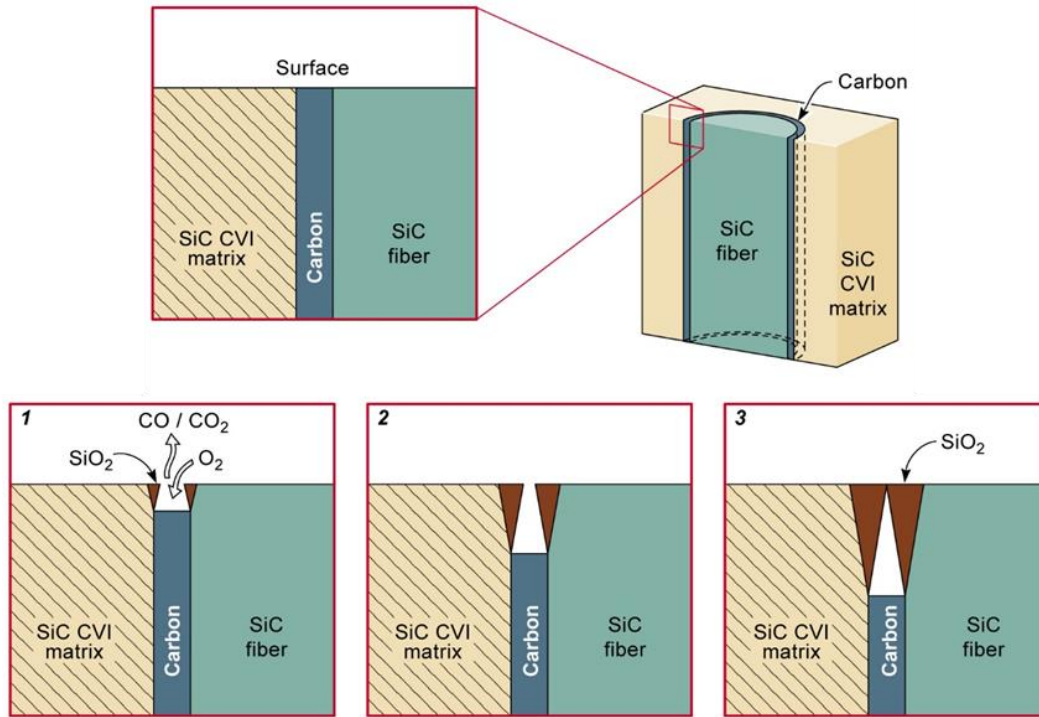 Surface
SiC CVI
matrix
Carbon
SiC
fiber
Carbon
SiC
fiber
SiC
CVI
matrix
1
CO / CO₂
SiO₂
O₂
SiC CVI
matrix
Carbon
SiC
fiber
2
SiC CVI
matrix
Carbon
SiC
fiber
3
SiO₂
SiC CVI
matrix
Carbon
SiC
fiber